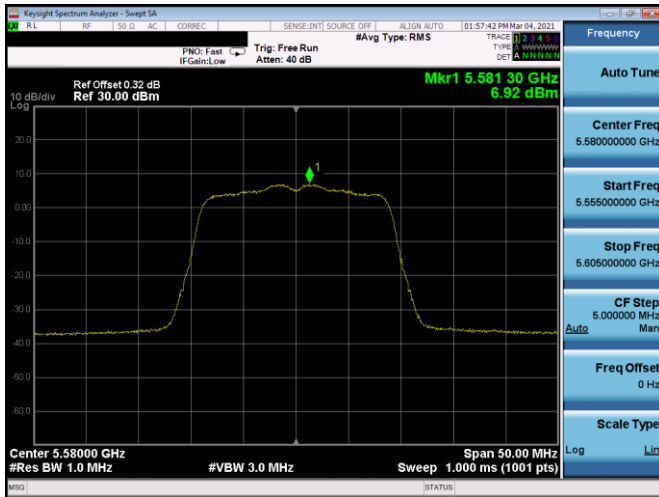 Keysight Spectrum Analyzer - Swept SA
RL RF 50 Ω AC CORREC SENSE:INT SOURCE OFF ALIGN AUTO 01:57:42 PM Mar 04, 2021
#Avg Type: RMS
TRACE 1 2 3 4 5 6
TYPE A WWWWW
DET A N N N N N
PNO: Fast
IFGain:Low
Trig: Free Run
Atten: 40 dB
Mkr1 5.581 30 GHz
6.92 dBm
Ref Offset 0.32 dB
10 dB/div Ref 30.00 dBm
Log
20.0
10.0
1
0.00
-10.0
-20.0
-30.0
-40.0
-50.0
-60.0
Center 5.58000 GHz Span 50.00 MHz
#Res BW 1.0 MHz #VBW 3.0 MHz Sweep 1.000 ms (1001 pts)
MSG STATUS
Frequency
Auto Tune
Center Freq
5.580000000 GHz
Start Freq
5.555000000 GHz
Stop Freq
5.605000000 GHz
CF Step
5.000000 MHz
Auto Man
Freq Offset
0 Hz
Scale Type
Log Lin